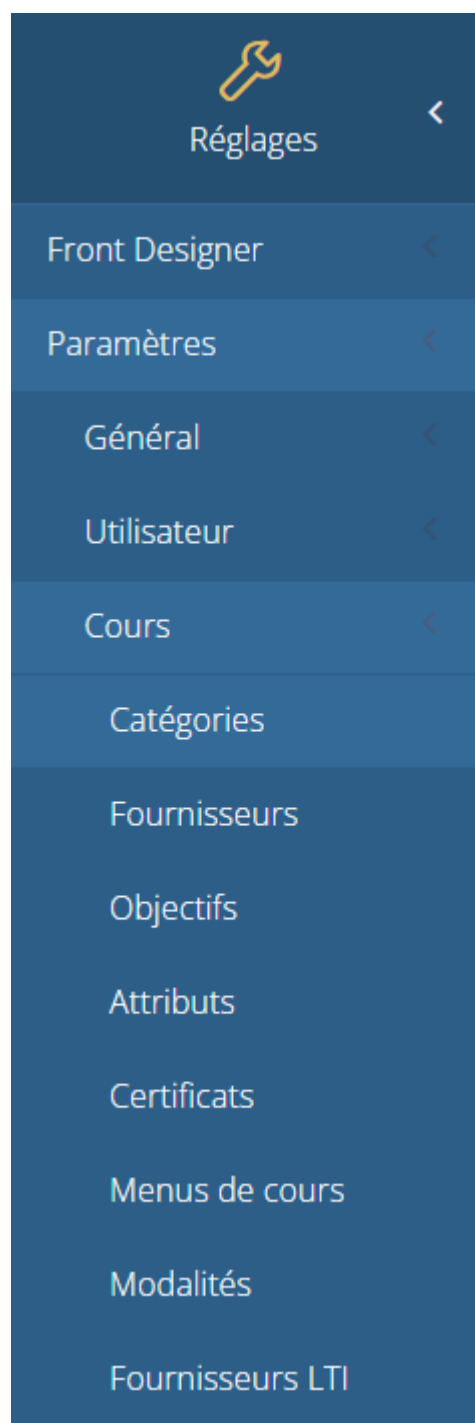 Réglages
Front Designer
Paramètres
Général
Utilisateur
Cours
Catégories
Fournisseurs
Objectifs
Attributs
Certificats
Menus de cours
Modalités
Fournisseurs LTI